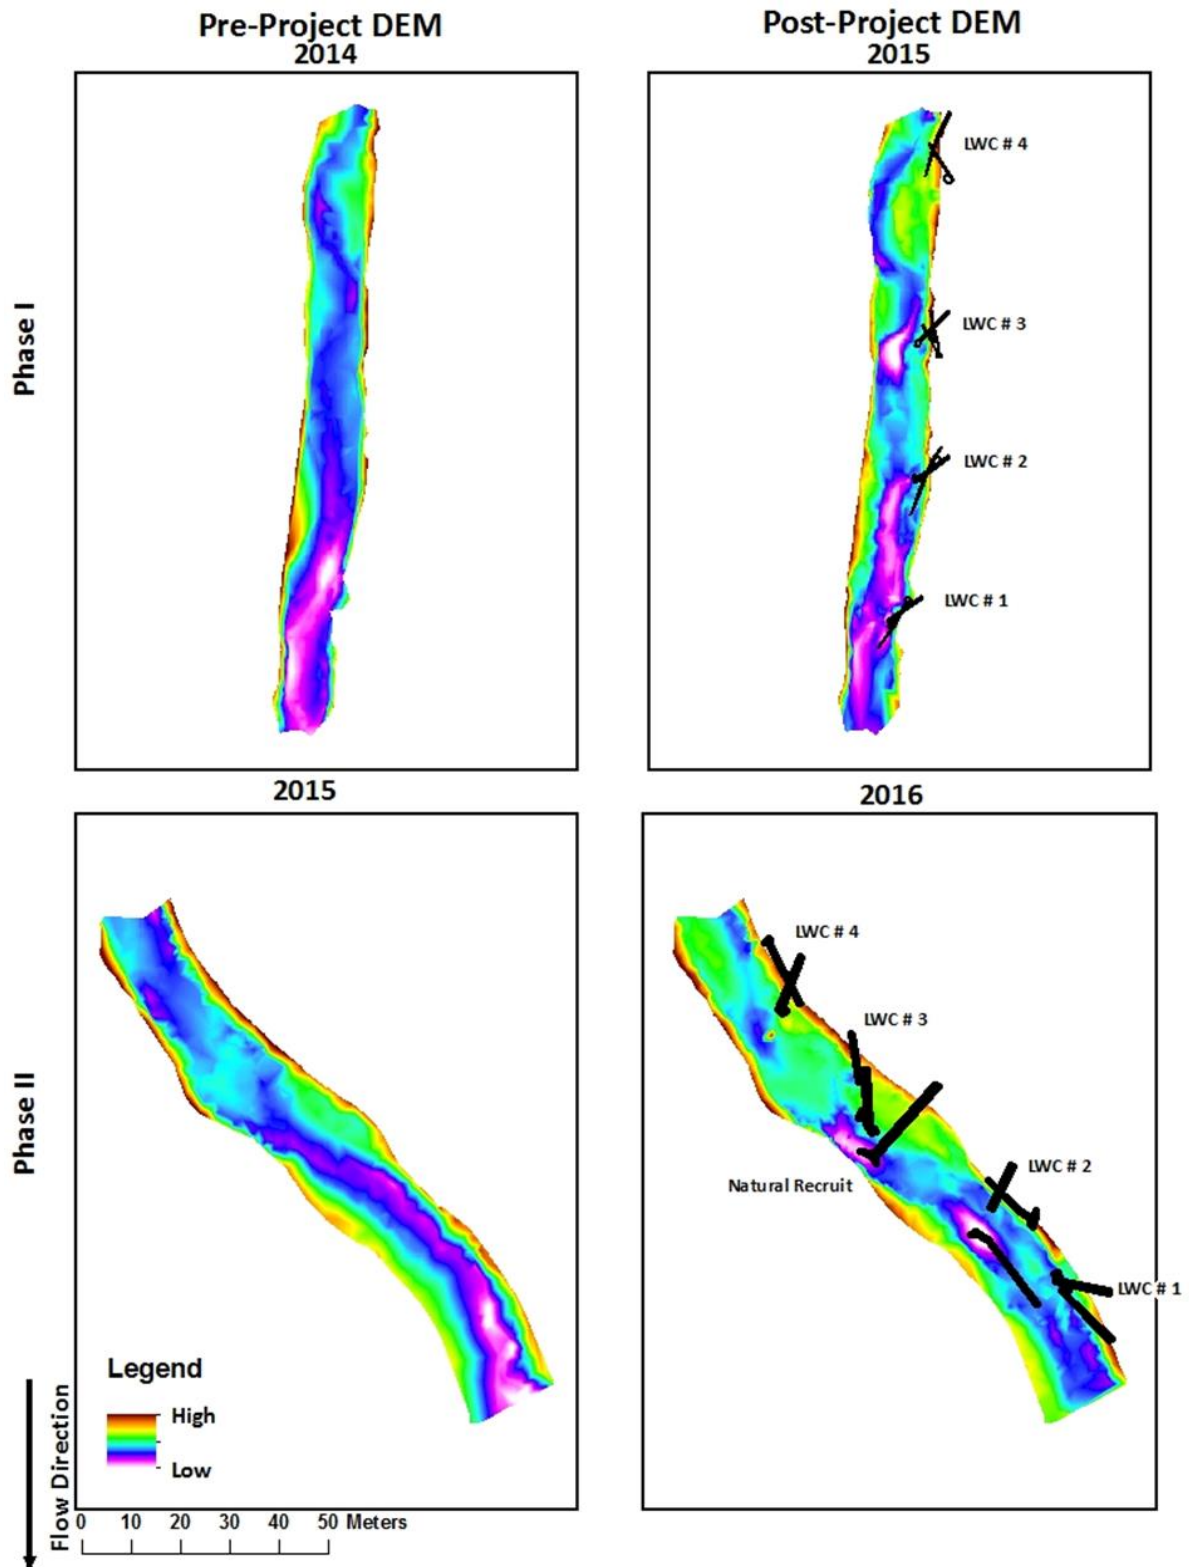 Pre-Project DEM
2014
Post-Project DEM
2015
Phase I
LWC # 4
LWC # 3
LWC # 2
LWC # 1
2015
2016
Phase II
LWC # 4
LWC # 3
LWC # 2
Natural Recruit
LWC # 1
Legend
High
Low
Flow Direction
0 10 20 30 40 50 Meters